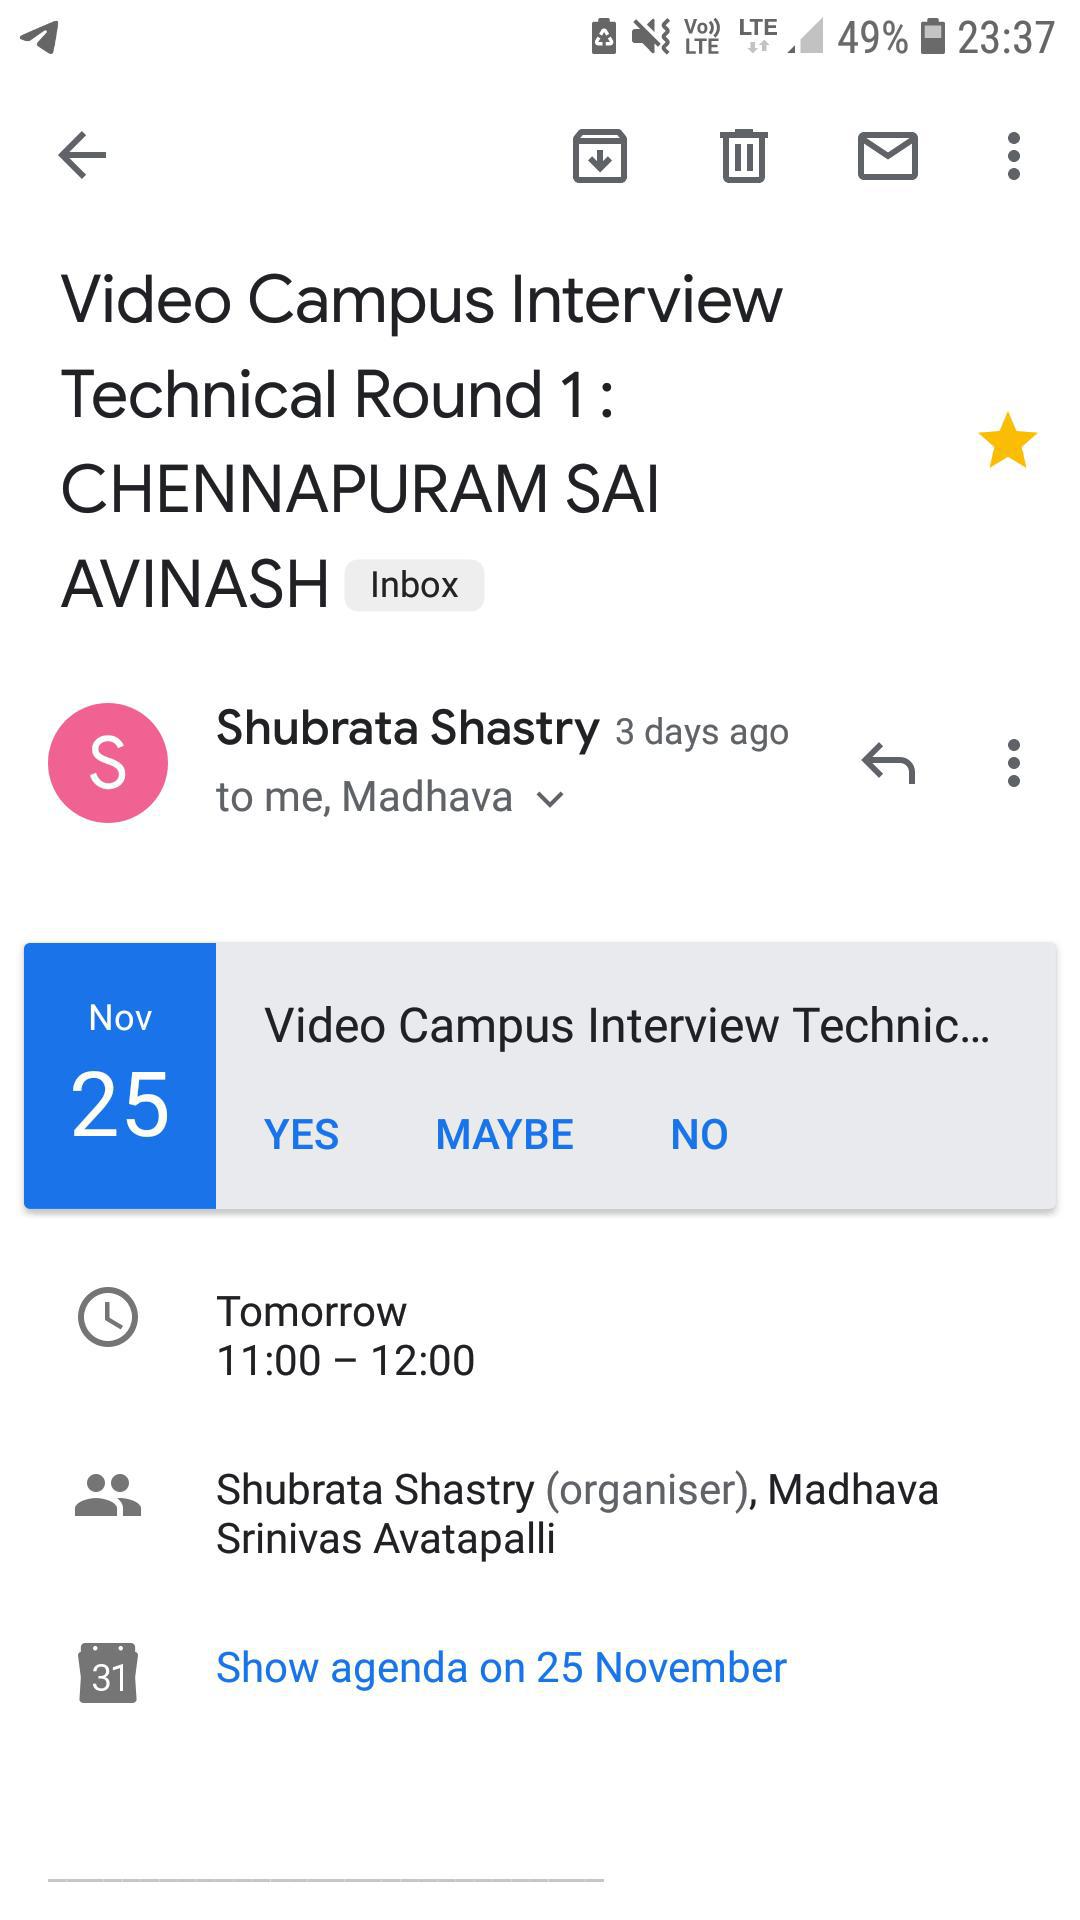 Vo)) LTE LTE 49% 23:37
Video Campus Interview
Technical Round 1 :
CHENNAPURAM SAI
AVINASH Inbox
S
Shubrata Shastry 3 days ago
to me, Madhava
Nov
25
Video Campus Interview Technic...
YES MAYBE NO
Tomorrow
11:00 – 12:00
Shubrata Shastry (organiser), Madhava
Srinivas Avatapalli
31
Show agenda on 25 November